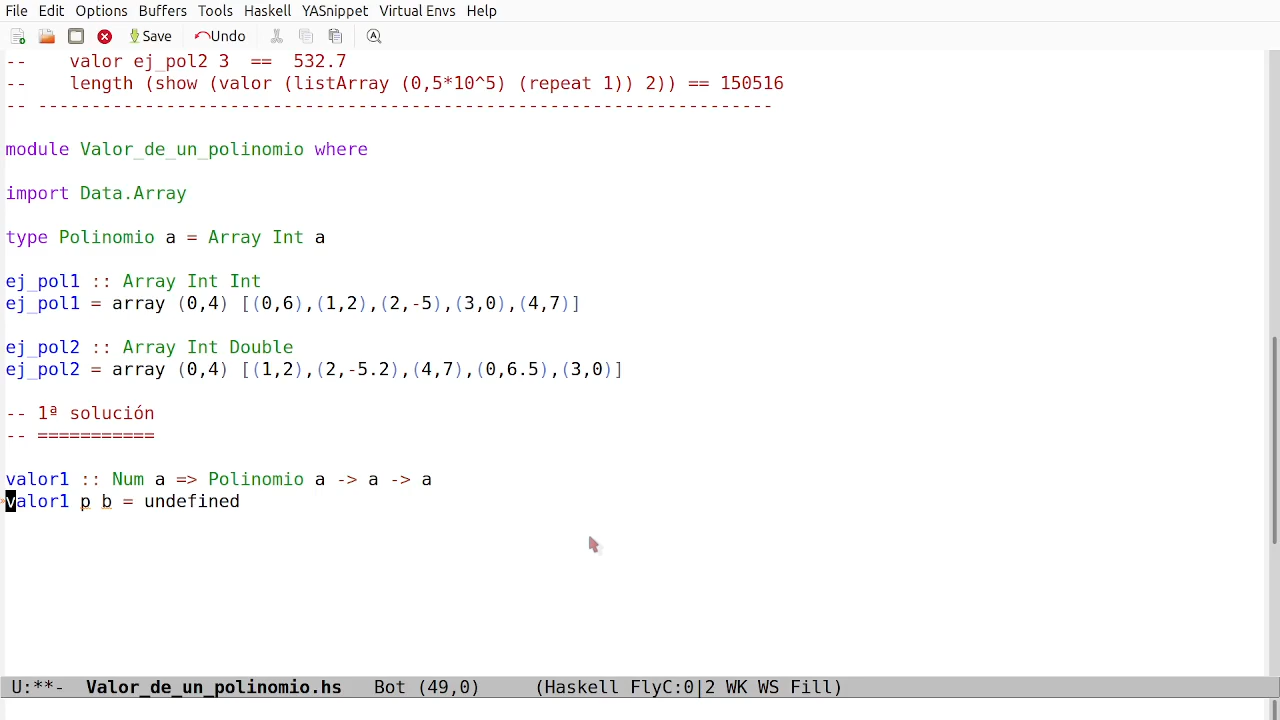 File Edit Options Buffers Tools Haskell YASnippet Virtual Envs Help
Save Undo
--    valor ej_pol2 3  ==  532.7
--    length (show (valor (listArray (0,5*10^5) (repeat 1)) 2)) == 150516
-- ---------------------------------------------------------------------
module Valor_de_un_polinomio where
import Data.Array
type Polinomio a = Array Int a
ej_pol1 :: Array Int Int
ej_pol1 = array (0,4) [(0,6),(1,2),(2,-5),(3,0),(4,7)]
ej_pol2 :: Array Int Double
ej_pol2 = array (0,4) [(1,2),(2,-5.2),(4,7),(0,6.5),(3,0)]
-- 1ª solución
-- ===========
valor1 :: Num a => Polinomio a -> a -> a
valor1 p b = undefined
U:**-  Valor_de_un_polinomio.hs   Bot (49,0)     (Haskell FlyC:0|2 WK WS Fill)